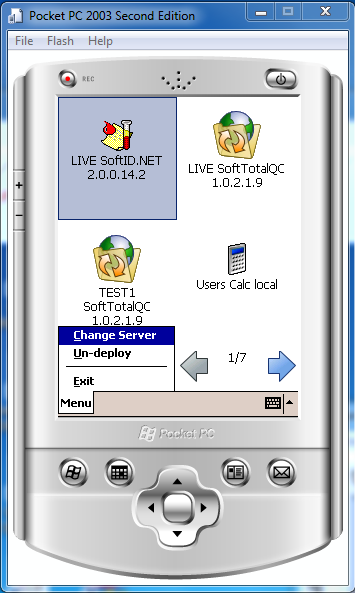 Pocket PC 2003 Second Edition
File Flash Help
REC
LIVE SoftID.NET
2.0.0.14.2
LIVE SoftTotalQC
1.0.2.1.9
TEST1
SoftTotalQC
1.0.2.1.9
Users Calc local
Change Server
Un-deploy
Exit
1/7
Menu
Pocket PC
+
−